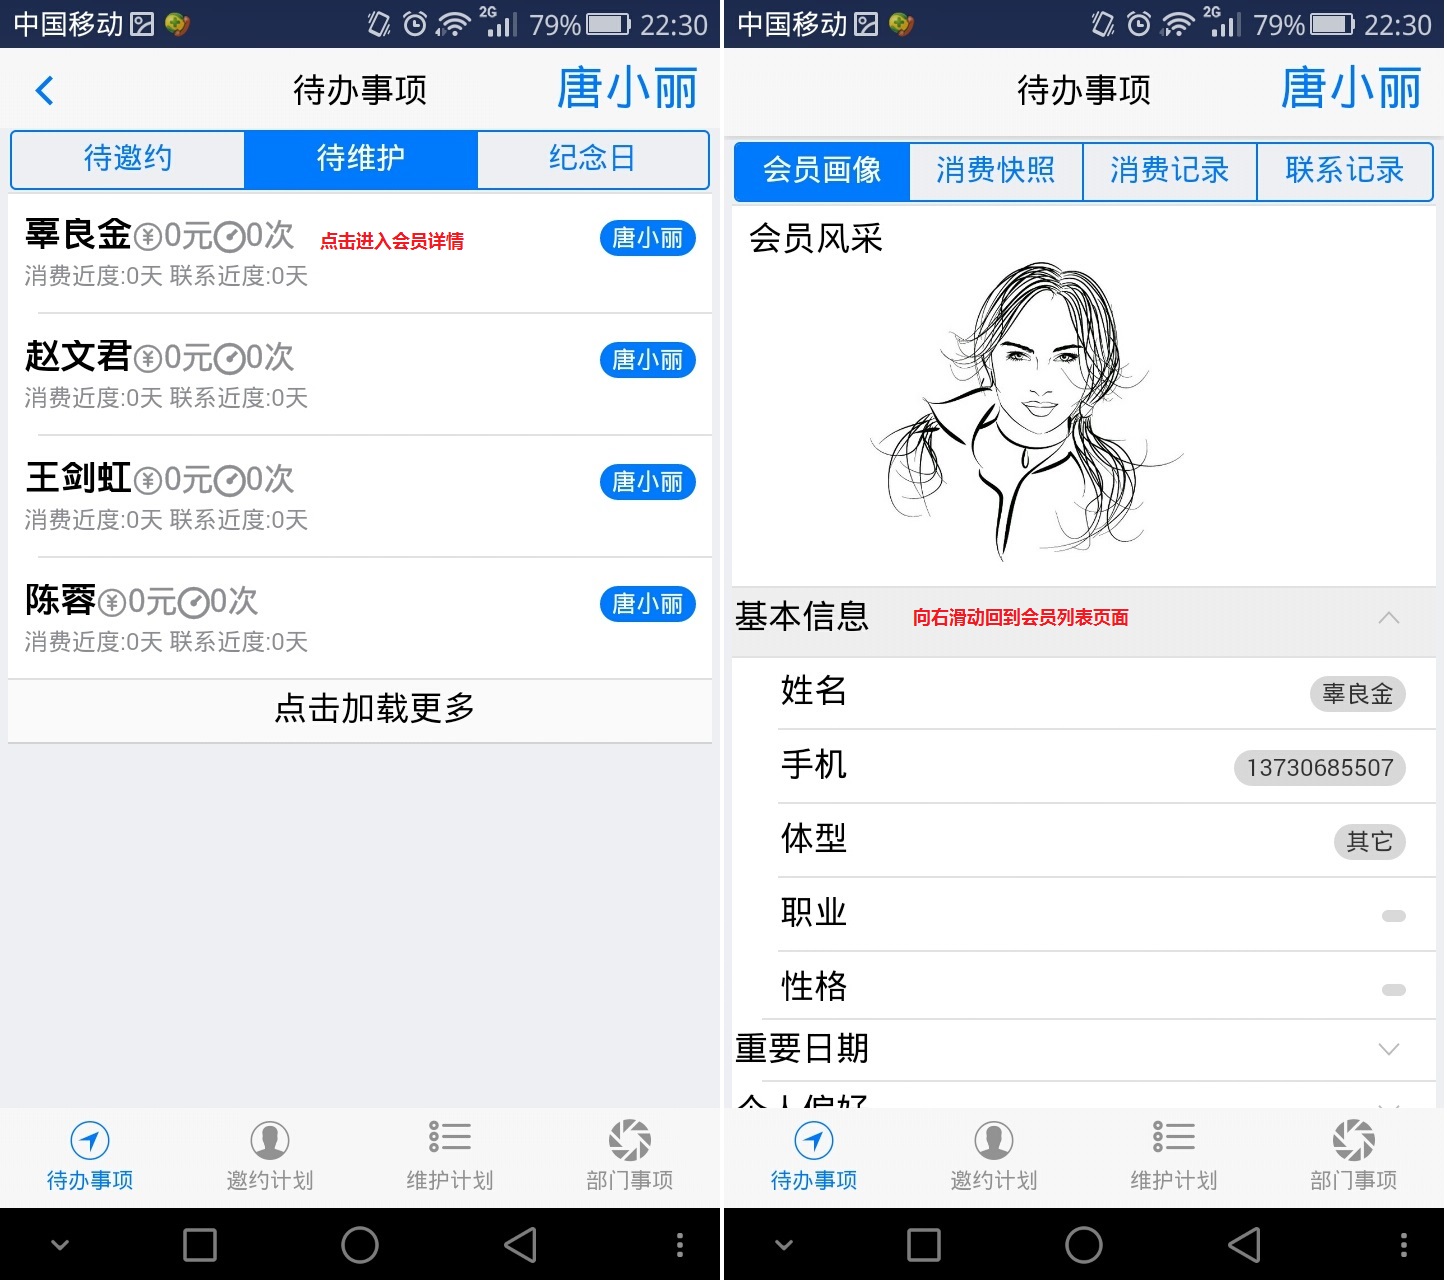 中国移动 2G 79% 22:30
待办事项 唐小丽
待邀约 待维护 纪念日
辜良金¥0元0次 点击进入会员详情 唐小丽
消费近度:0天 联系近度:0天
赵文君¥0元0次 唐小丽
消费近度:0天 联系近度:0天
王剑虹¥0元0次 唐小丽
消费近度:0天 联系近度:0天
陈蓉¥0元0次 唐小丽
消费近度:0天 联系近度:0天
点击加载更多
待办事项 邀约计划 维护计划 部门事项
中国移动 2G 79% 22:30
待办事项 唐小丽
会员画像 消费快照 消费记录 联系记录
会员风采
基本信息 向右滑动回到会员列表页面
姓名 辜良金
手机 13730685507
体型 其它
职业
性格
重要日期
个人偏好
待办事项 邀约计划 维护计划 部门事项